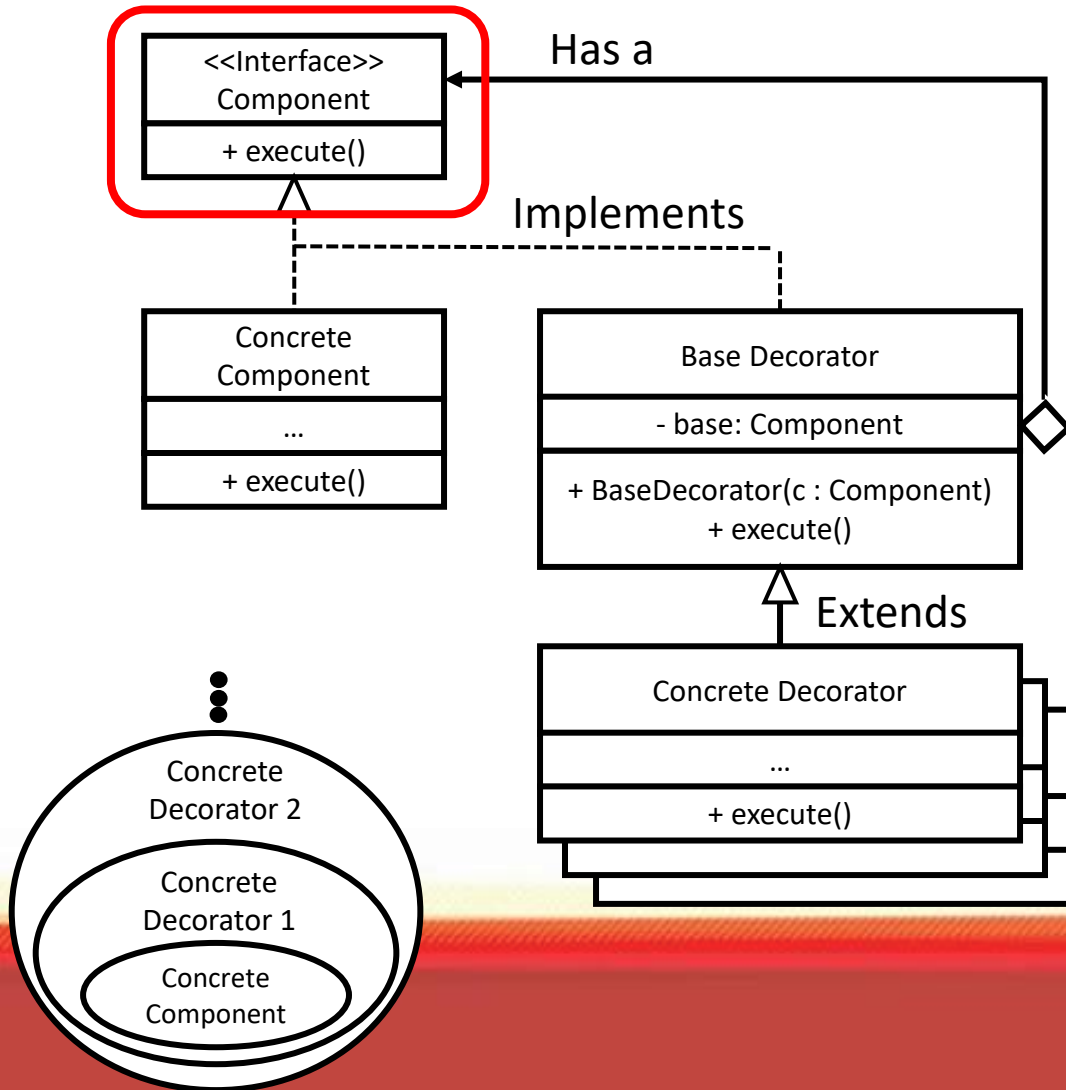 <<Interface>>
Component
+ execute()
Has a
Implements
Concrete
Component
...
+ execute()
Base Decorator
- base: Component
+ BaseDecorator(c : Component)
+ execute()
Extends
Concrete Decorator
...
+ execute()
Concrete
Decorator 2
Concrete
Decorator 1
Concrete
Component